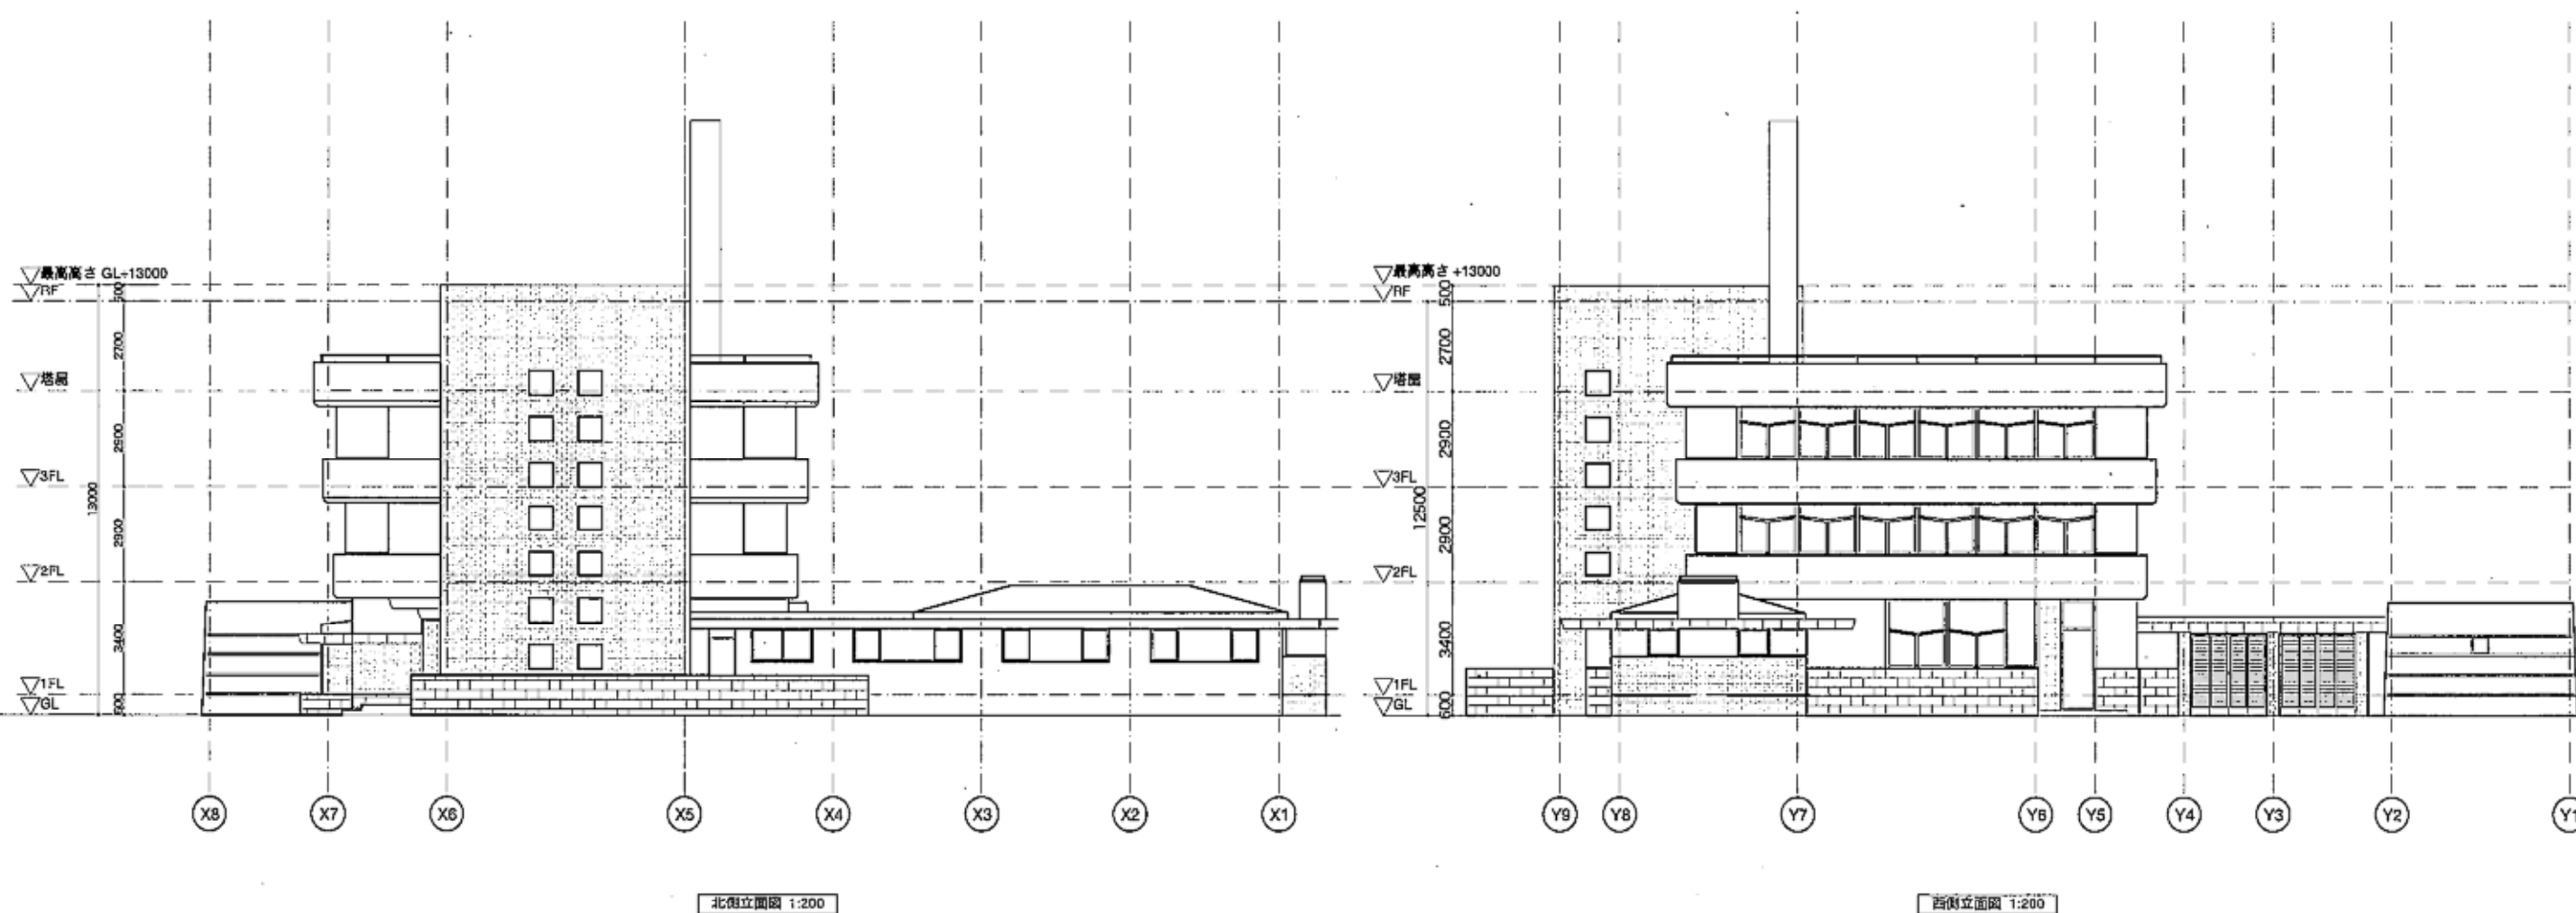 ▽最高高さ GL+13000
▽RF
▽塔屋
▽3FL
▽2FL
▽1FL
▽GL
13000
500
2700
2900
2900
3400
600
X8
X7
X6
X5
X4
X3
X2
X1
北側立面図 1:200
▽最高高さ +13000
▽RF
▽塔屋
▽3FL
▽2FL
▽1FL
▽GL
12500
500
2700
2900
2900
3400
600
Y9
Y8
Y7
Y6
Y5
Y4
Y3
Y2
Y1
西側立面図 1:200